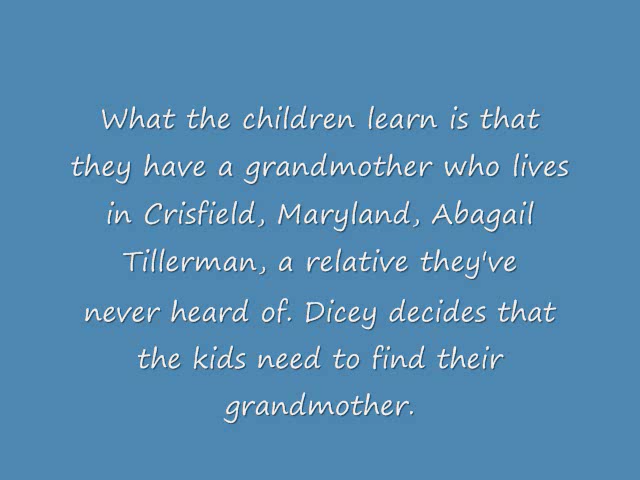 What the children learn is that
they have a grandmother who lives
in Crisfield, Maryland, Abagail
Tillerman, a relative they've
never heard of. Dicey decides that
the kids need to find their
grandmother.